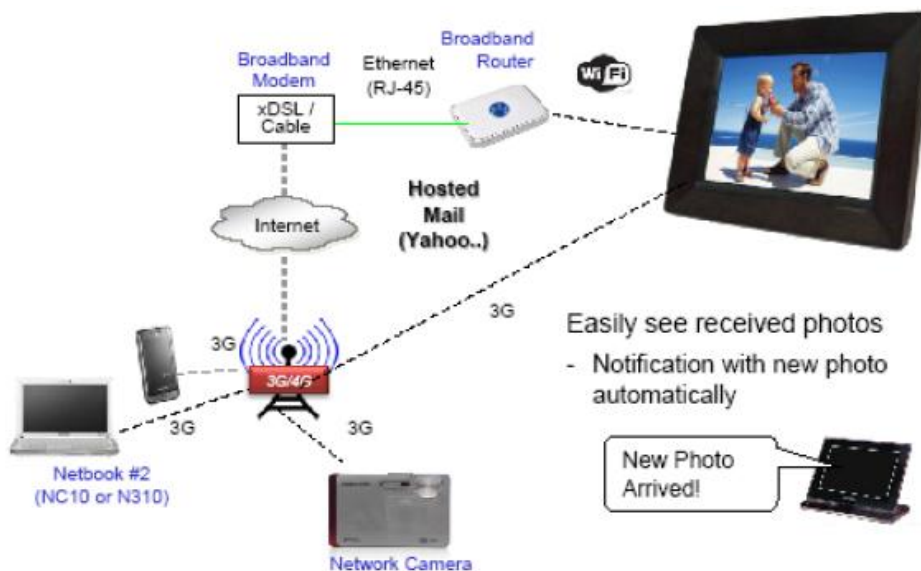 Broadband
Router
Ethernet
(RJ-45)
Broadband
Modem
xDSL /
Cable
Wi Fi
Hosted
Mail
(Yahoo..)
Internet
3G
3G
3G/4G
3G
3G
Netbook #2
(NC10 or N310)
Network Camera
Easily see received photos
- Notification with new photo
automatically
New Photo
Arrived!